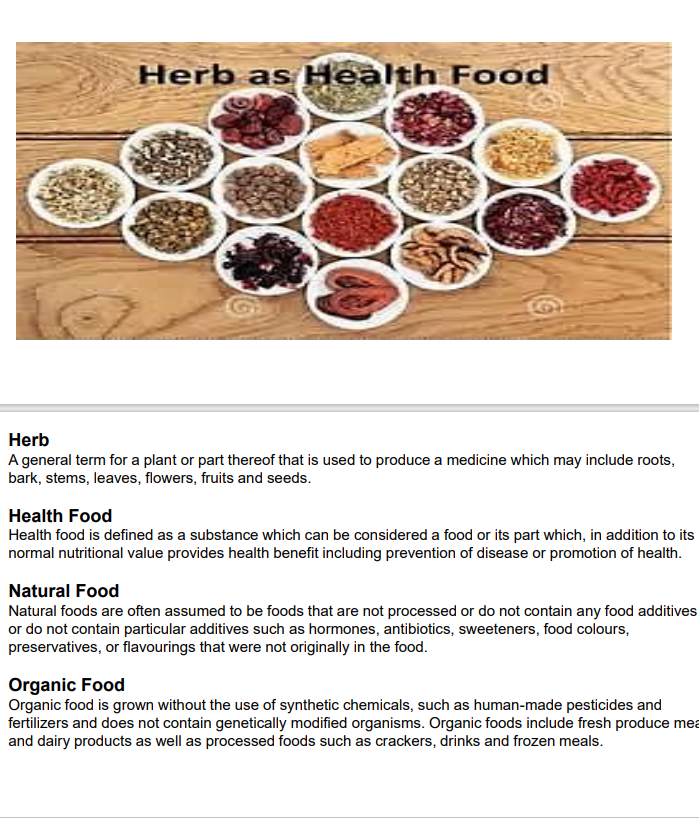 Herb as Health Food
Herb
A general term for a plant or part thereof that is used to produce a medicine which may include roots,
bark, stems, leaves, flowers, fruits and seeds.
Health Food
Health food is defined as a substance which can be considered a food or its part which, in addition to its
normal nutritional value provides health benefit including prevention of disease or promotion of health.
Natural Food
Natural foods are often assumed to be foods that are not processed or do not contain any food additives
or do not contain particular additives such as hormones, antibiotics, sweeteners, food colours,
preservatives, or flavourings that were not originally in the food.
Organic Food
Organic food is grown without the use of synthetic chemicals, such as human-made pesticides and
fertilizers and does not contain genetically modified organisms. Organic foods include fresh produce
and dairy products as well as processed foods such as crackers, drinks and frozen meals.